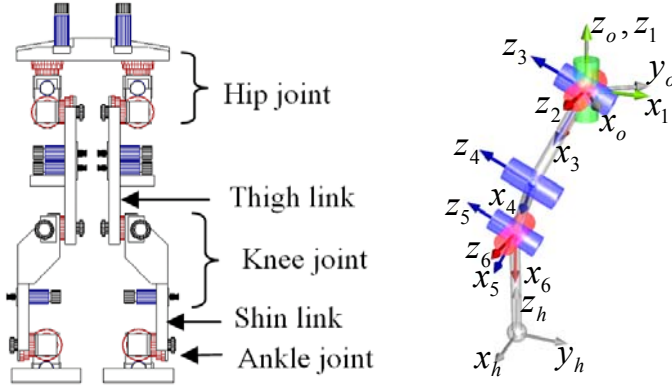 Hip joint
Thigh link
Knee joint
Shin link
Ankle joint
z_o, z_1
z_3
y_o
x_1
z_2
x_o
x_3
z_4
x_4
z_5
z_6
x_5
x_6
z_h
x_h
y_h